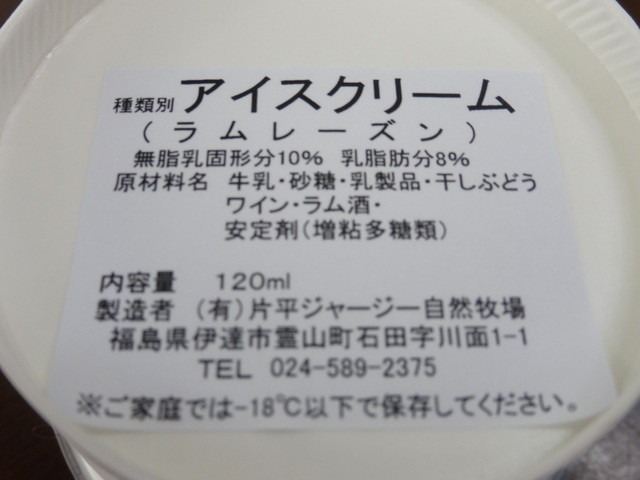 種類別 アイスクリーム
(ラムレーズン)
無脂乳固形分10% 乳脂肪分8%
原材料名 牛乳・砂糖・乳製品・干しぶどう
ワイン・ラム酒・
安定剤(増粘多糖類)
内容量 120ml
製造者 (有)片平ジャージー自然牧場
福島県伊達市霊山町石田字川面1-1
TEL 024-589-2375
※ご家庭では-18℃以下で保存してください。